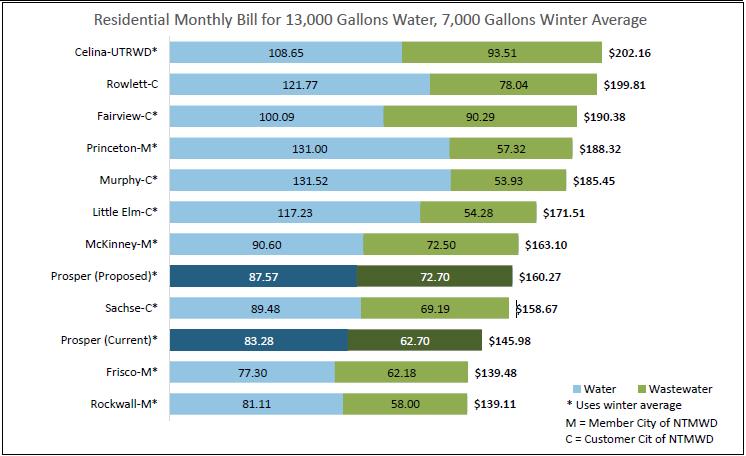 Residential Monthly Bill for 13,000 Gallons Water, 7,000 Gallons Winter Average
Celina-UTRWD* 108.65 93.51 $202.16
Rowlett-C 121.77 78.04 $199.81
Fairview-C* 100.09 90.29 $190.38
Princeton-M* 131.00 57.32 $188.32
Murphy-C* 131.52 53.93 $185.45
Little Elm-C* 117.23 54.28 $171.51
McKinney-M* 90.60 72.50 $163.10
Prosper (Proposed)* 87.57 72.70 $160.27
Sachse-C* 89.48 69.19 $158.67
Prosper (Current)* 83.28 62.70 $145.98
Frisco-M* 77.30 62.18 $139.48
Rockwall-M* 81.11 58.00 $139.11
Water Wastewater
* Uses winter average
M = Member City of NTMWD
C = Customer Cit of NTMWD